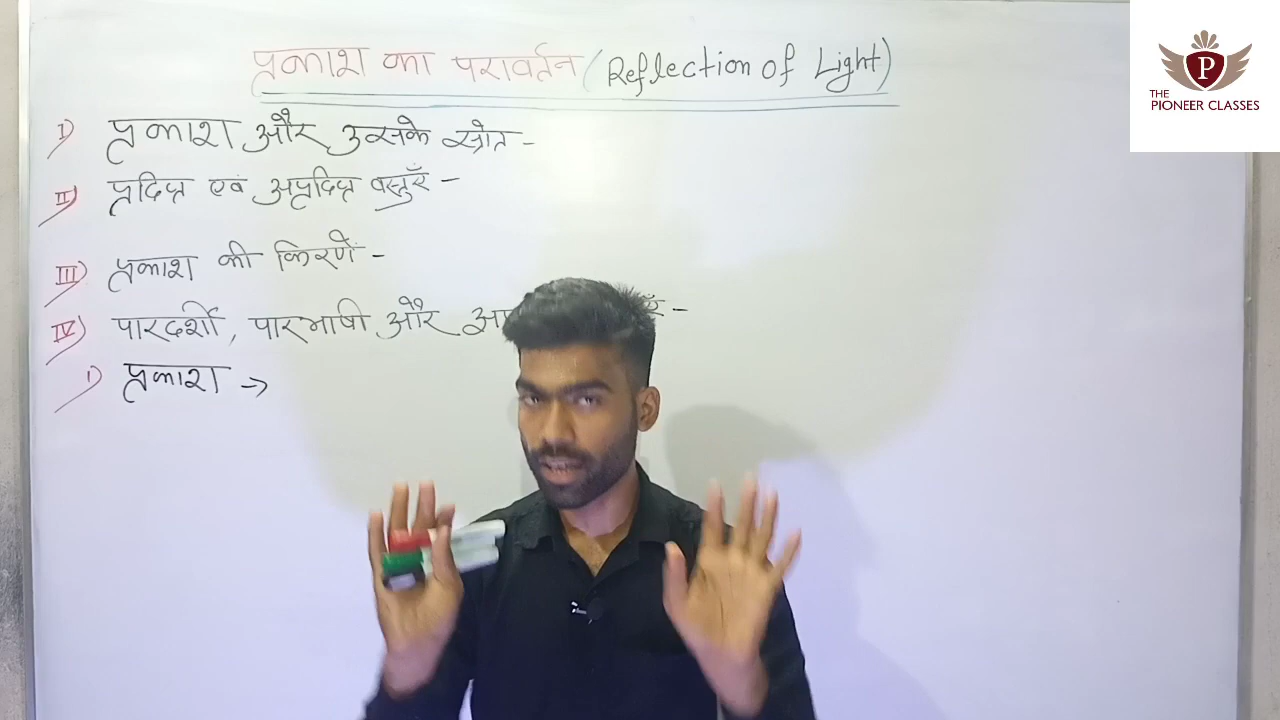 प्रकाश का परावर्तन (Reflection of Light)
I) प्रकाश और उसके स्रोत -
II) प्रदिप्त एवं अप्रदिप्त वस्तुएँ -
III) प्रकाश की किरणें -
IV) पारदर्शी, पारभाषी और -
1) प्रकाश →
P
THE
PIONEER CLASSES